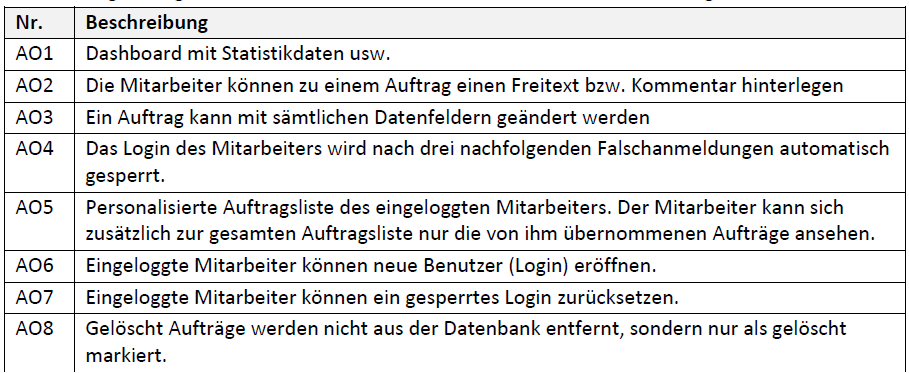 Nr. Beschreibung
AO1 Dashboard mit Statistikdaten usw.
AO2 Die Mitarbeiter können zu einem Auftrag einen Freitext bzw. Kommentar hinterlegen
AO3 Ein Auftrag kann mit sämtlichen Datenfeldern geändert werden
AO4 Das Login des Mitarbeiters wird nach drei nachfolgenden Falschanmeldungen automatisch
gesperrt.
AO5 Personalisierte Auftragsliste des eingeloggten Mitarbeiters. Der Mitarbeiter kann sich
zusätzlich zur gesamten Auftragsliste nur die von ihm übernommenen Aufträge ansehen.
AO6 Eingeloggte Mitarbeiter können neue Benutzer (Login) eröffnen.
AO7 Eingeloggte Mitarbeiter können ein gesperrtes Login zurücksetzen.
AO8 Gelöscht Aufträge werden nicht aus der Datenbank entfernt, sondern nur als gelöscht
markiert.